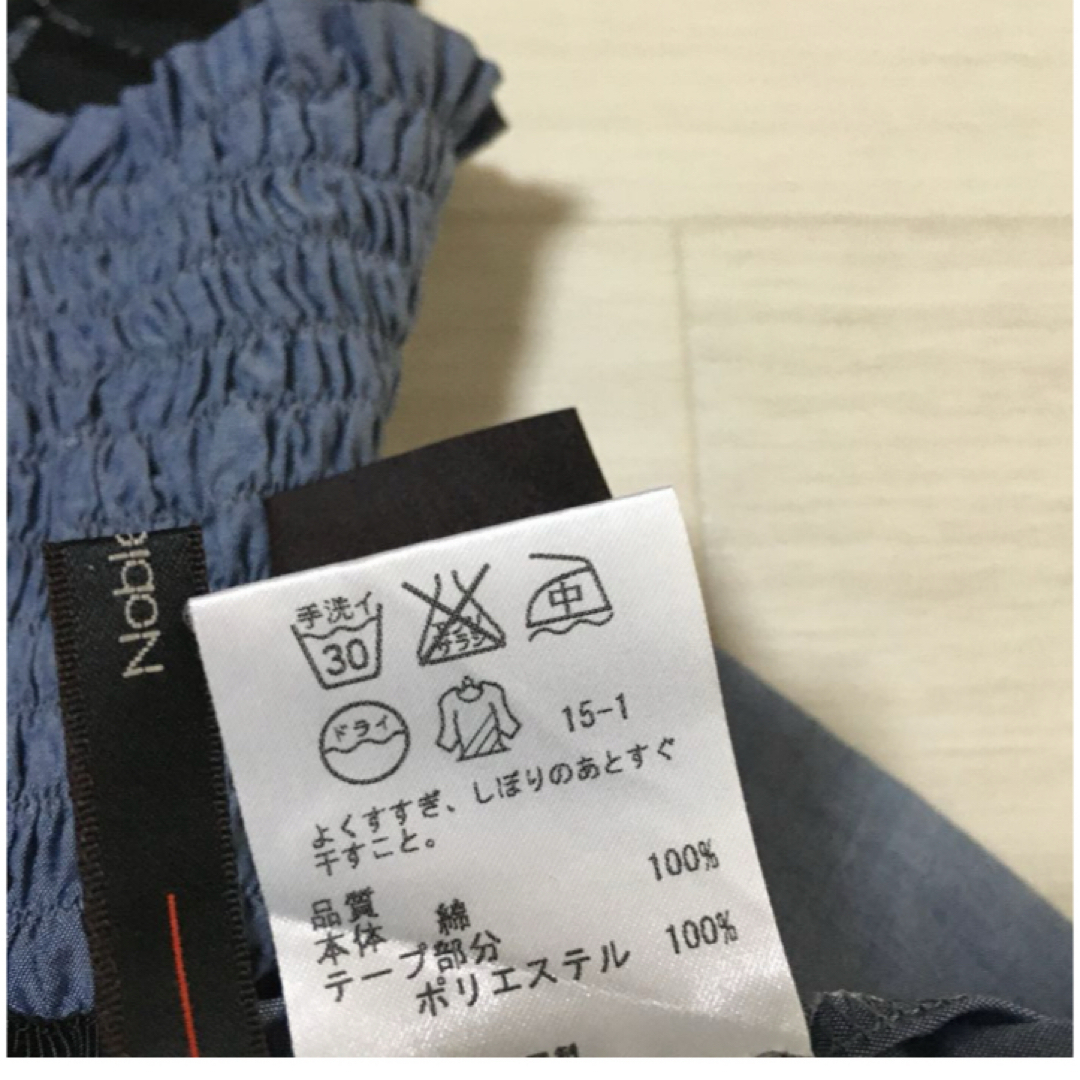 Noble
手洗イ
30
中
ドライ
15-1
よくすすぎ、しぼりのあとすぐ
干すこと。
品質
本体 綿 100%
テープ部分
ポリエステル 100%